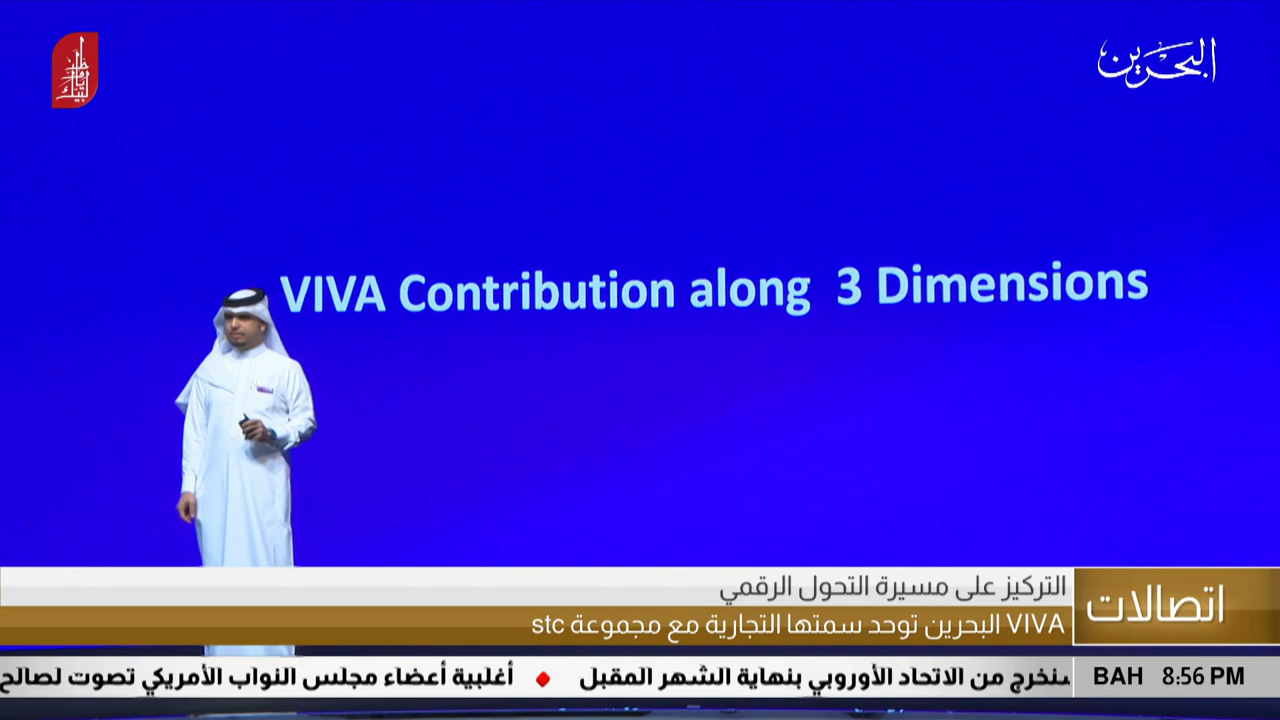 البحرين
VIVA Contribution along 3 Dimensions
اتصالات
التركيز على مسيرة التحول الرقمي
VIVA البحرين توحد سمتها التجارية مع مجموعة stc
BAH 8:56 PM
سنخرج من الاتحاد الأوروبي بنهاية الشهر المقبل • أغلبية أعضاء مجلس النواب الأمريكي تصوت لصالح